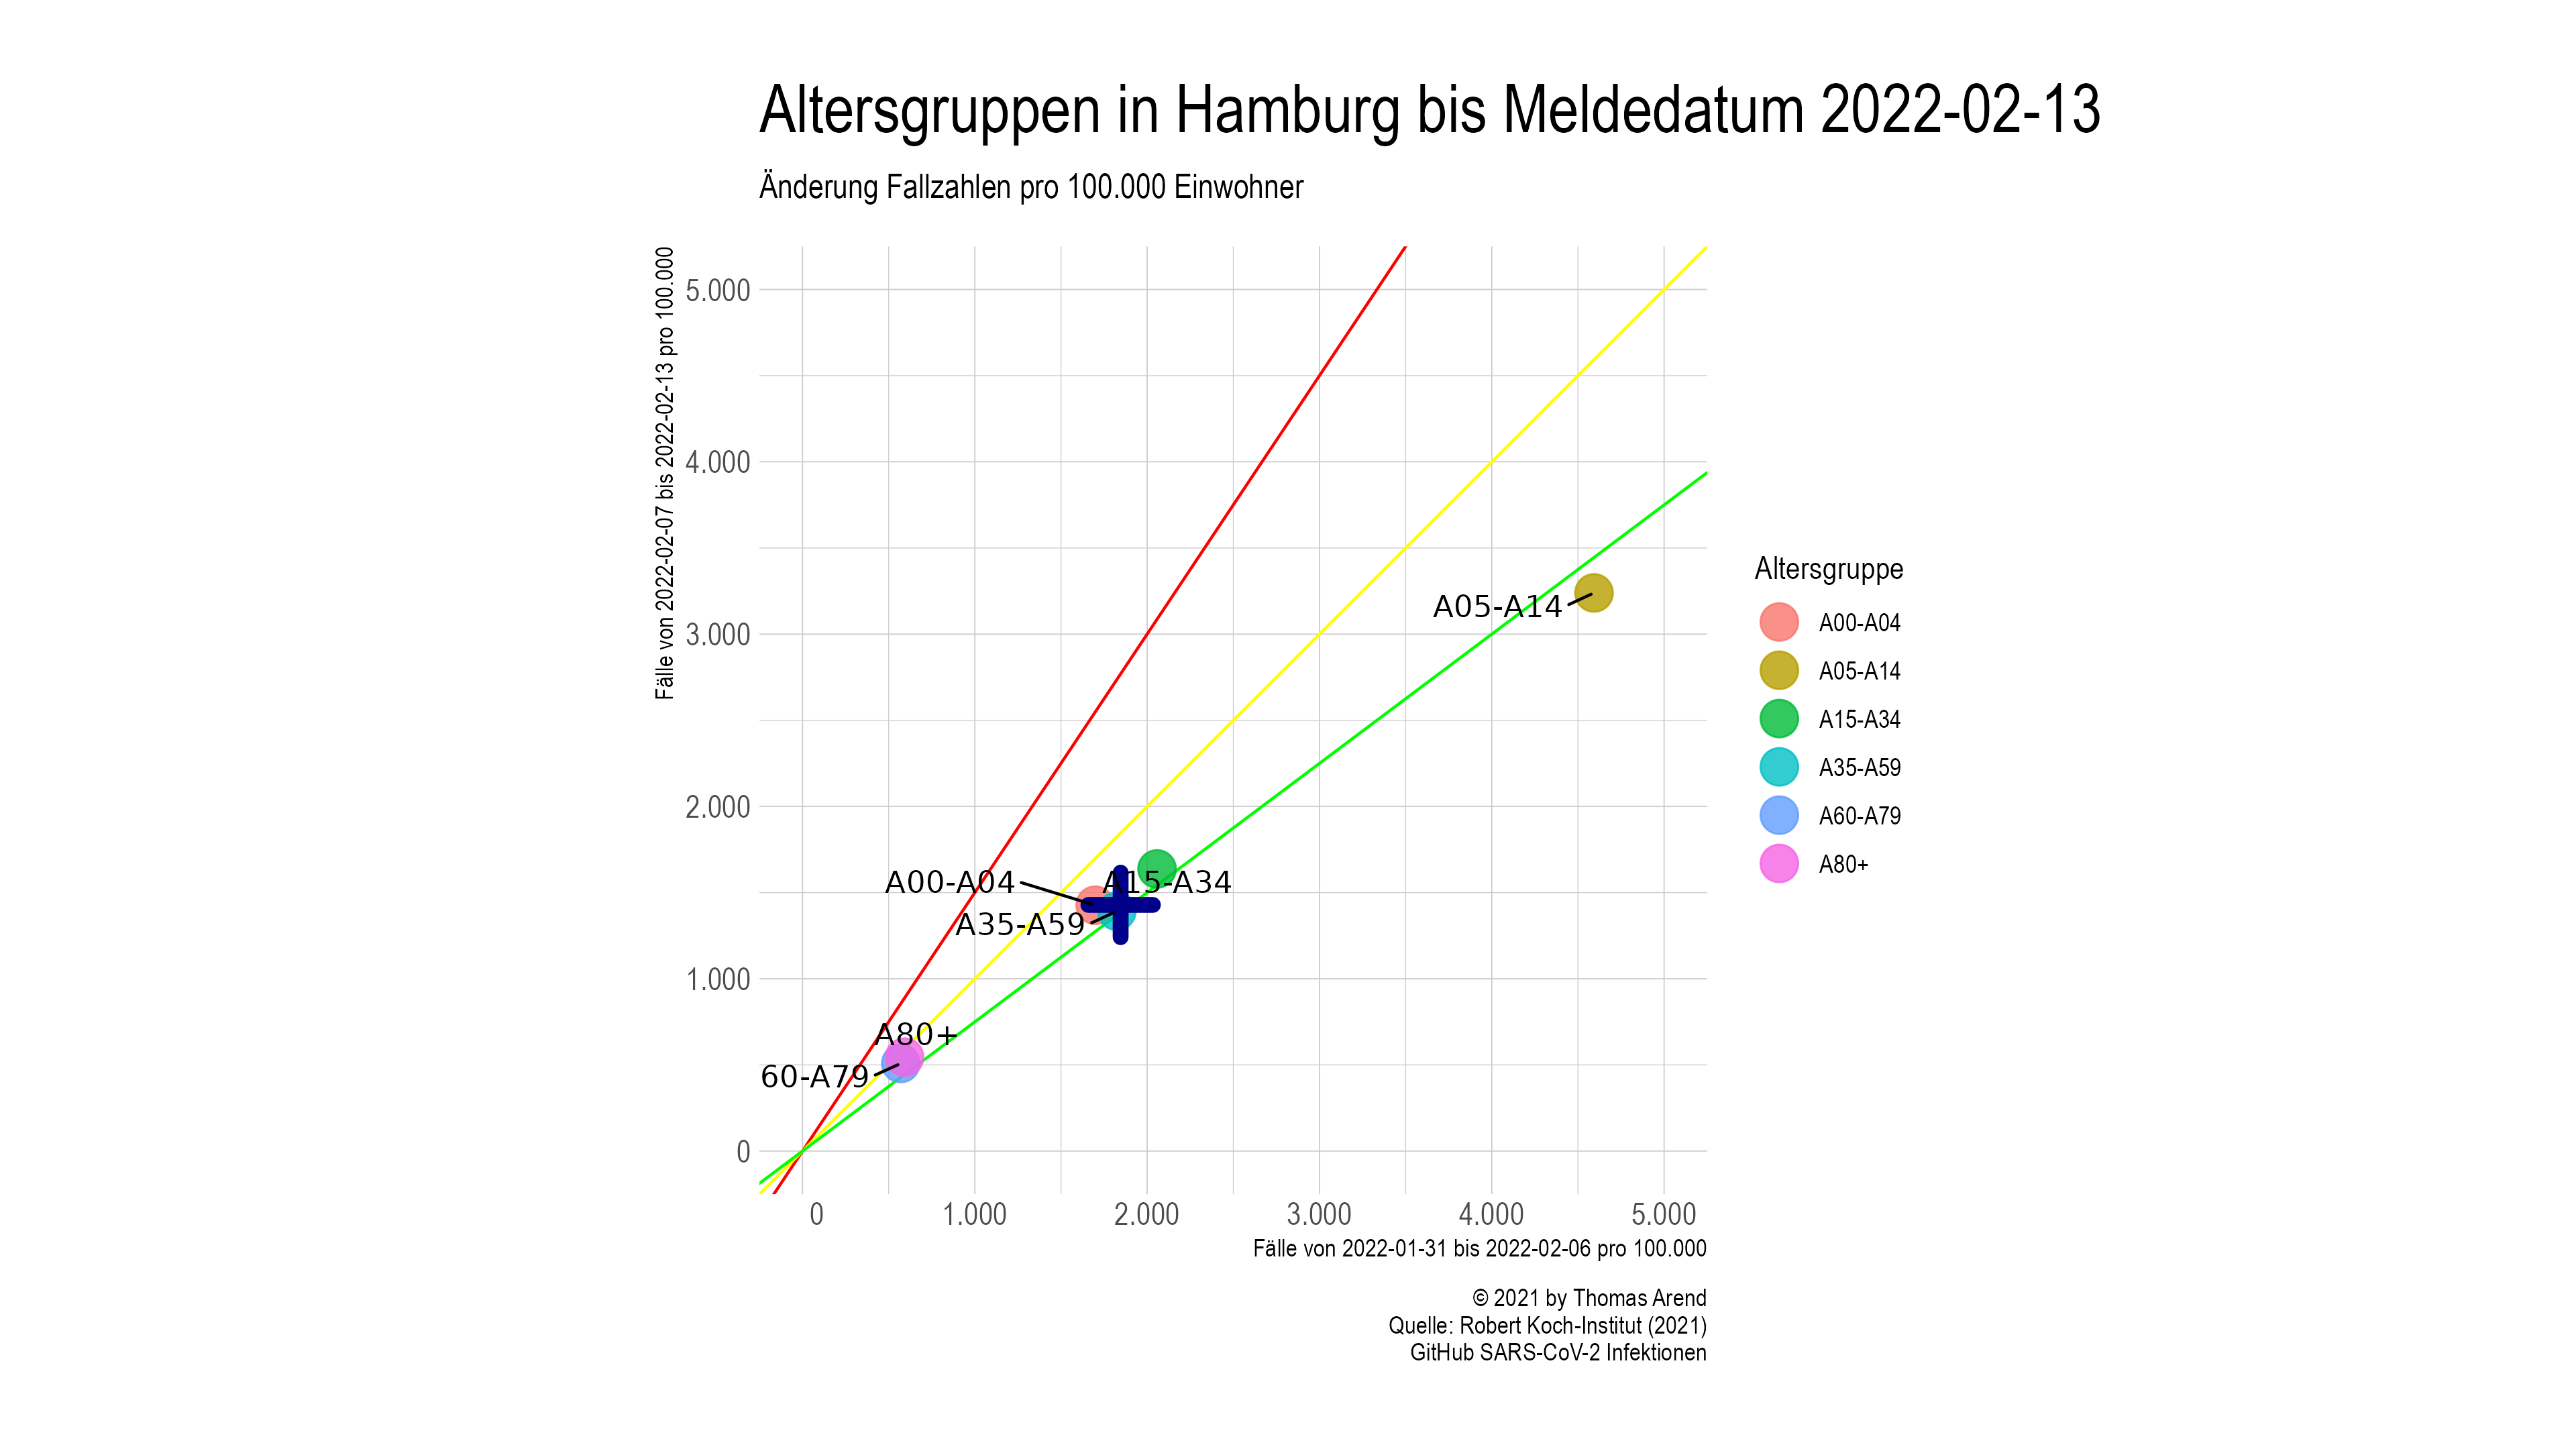 Altersgruppen in Hamburg bis Meldedatum 2022-02-13
Änderung Fallzahlen pro 100.000 Einwohner
Fälle von 2022-02-07 bis 2022-02-13 pro 100.000
5.000
4.000
3.000
2.000
1.000
0
A05-A14
A00-A04
A15-A34
A35-A59
A80+
60-A79
0
1.000
2.000
3.000
4.000
5.000
Fälle von 2022-01-31 bis 2022-02-06 pro 100.000
Altersgruppe
A00-A04
A05-A14
A15-A34
A35-A59
A60-A79
A80+
© 2021 by Thomas Arend
Quelle: Robert Koch-Institut (2021)
GitHub SARS-CoV-2 Infektionen